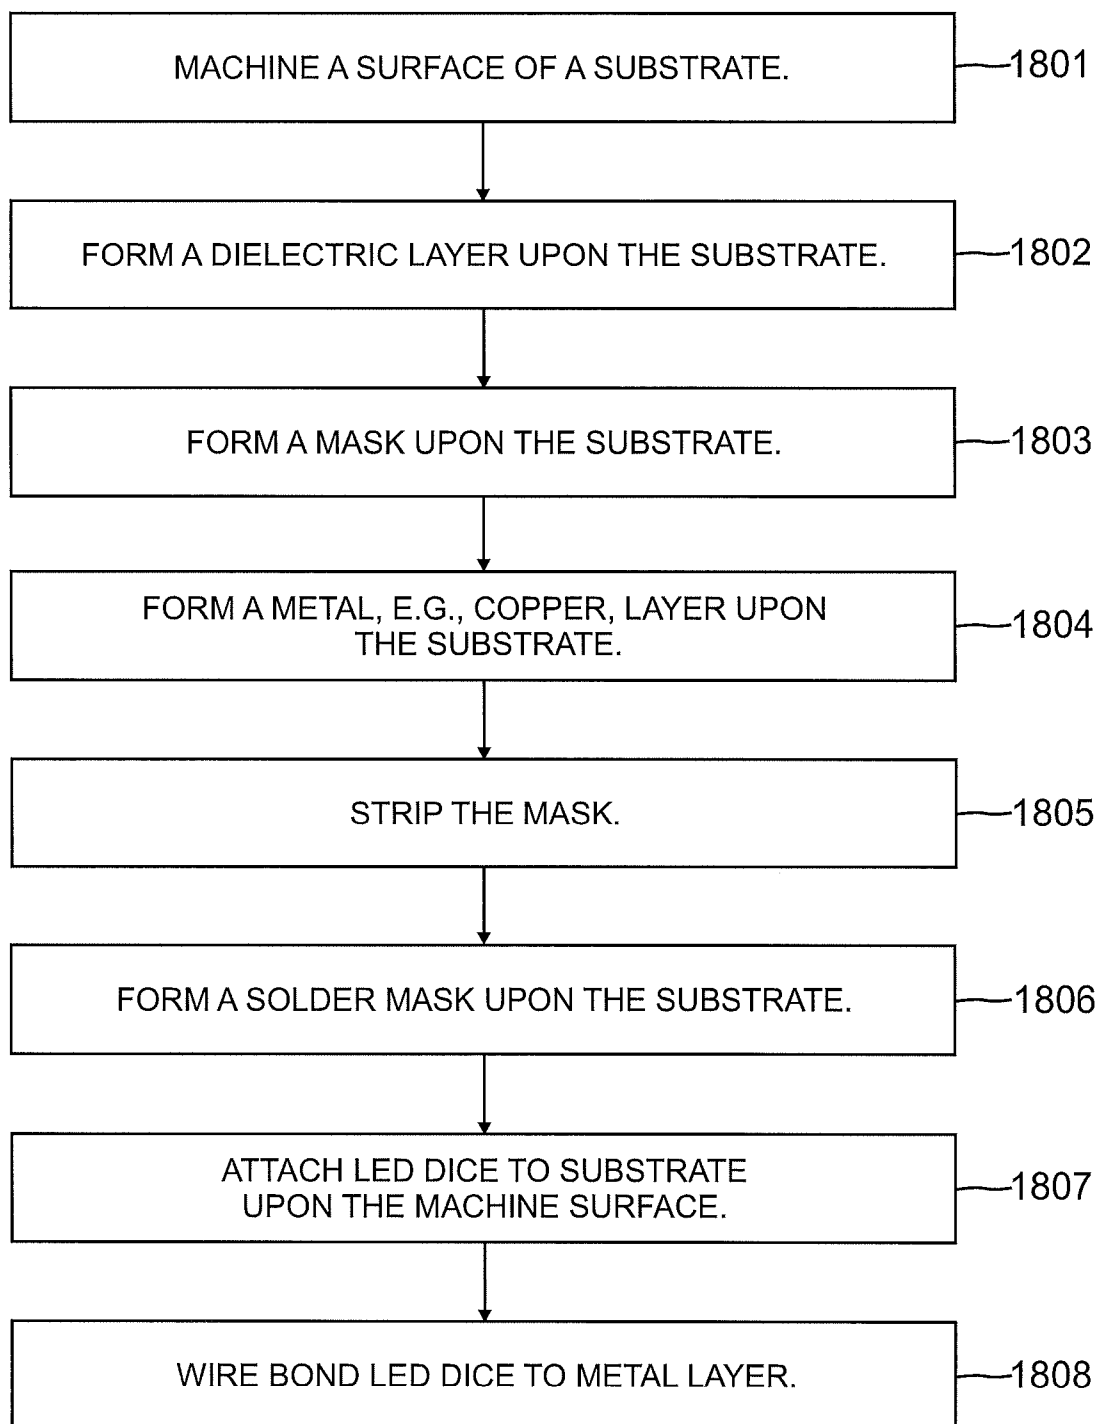 MACHINE A SURFACE OF A SUBSTRATE.
1801
FORM A DIELECTRIC LAYER UPON THE SUBSTRATE.
1802
FORM A MASK UPON THE SUBSTRATE.
1803
FORM A METAL, E.G., COPPER, LAYER UPON
THE SUBSTRATE.
1804
STRIP THE MASK.
1805
FORM A SOLDER MASK UPON THE SUBSTRATE.
1806
ATTACH LED DICE TO SUBSTRATE
UPON THE MACHINE SURFACE.
1807
WIRE BOND LED DICE TO METAL LAYER.
1808